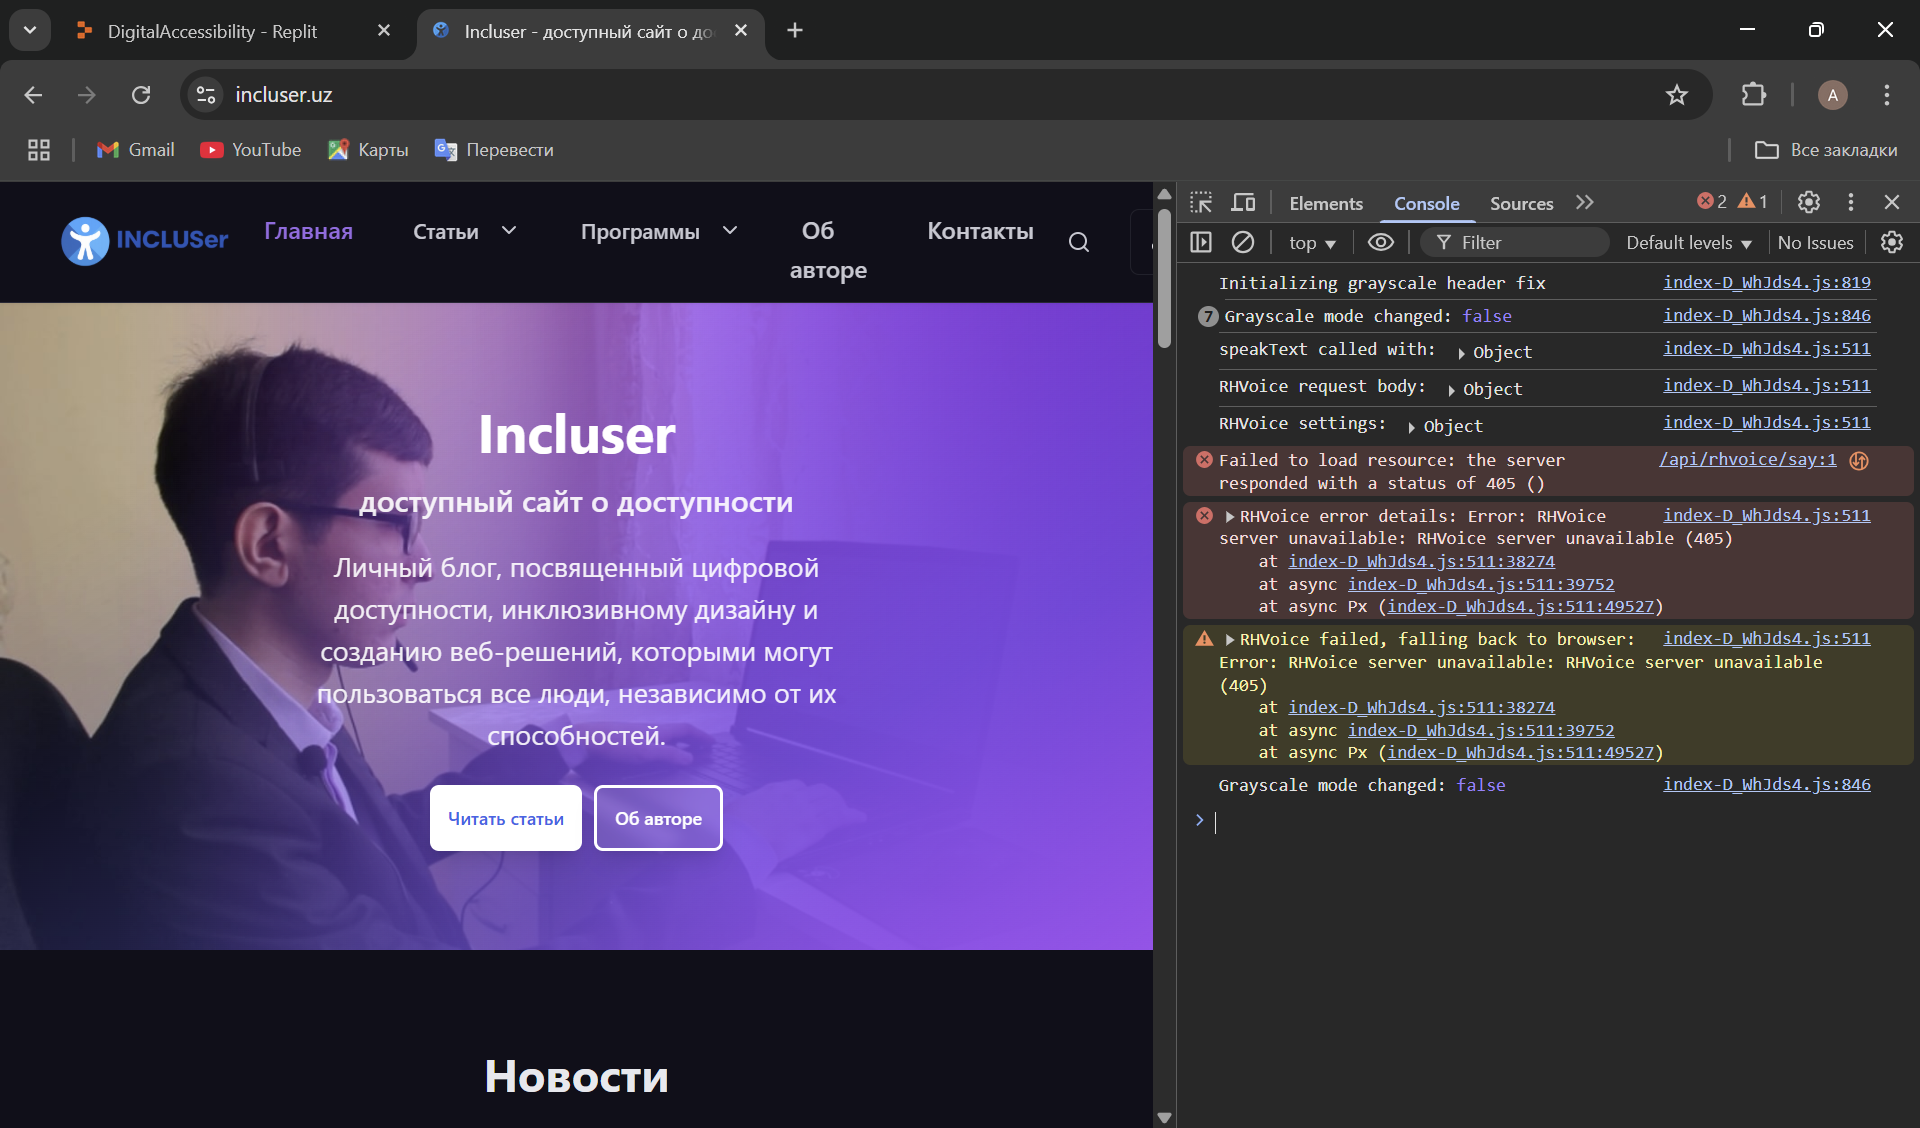 DigitalAccessibility - Replit
Incluser - доступный сайт о до
incluser.uz
A
Gmail
YouTube
Карты
Перевести
Все закладки
INCLUSer
Главная
Статьи
Программы
Об
авторе
Контакты
Incluser
доступный сайт о доступности
Личный блог, посвященный цифровой
доступности, инклюзивному дизайну и
созданию веб-решений, которыми могут
пользоваться все люди, независимо от их
способностей.
Читать статьи
Об авторе
Новости
Elements
Console
Sources
2
1
top
Filter
Default levels
No Issues
Initializing grayscale header fix index-D_WhJds4.js:819
7 Grayscale mode changed: false index-D_WhJds4.js:846
speakText called with: Object index-D_WhJds4.js:511
RHVoice request body: Object index-D_WhJds4.js:511
RHVoice settings: Object index-D_WhJds4.js:511
Failed to load resource: the server /api/rhvoice/say:1
responded with a status of 405 ()
RHVoice error details: Error: RHVoice index-D_WhJds4.js:511
server unavailable: RHVoice server unavailable (405)
at index-D_WhJds4.js:511:38274
at async index-D_WhJds4.js:511:39752
at async Px (index-D_WhJds4.js:511:49527)
RHVoice failed, falling back to browser: index-D_WhJds4.js:511
Error: RHVoice server unavailable: RHVoice server unavailable
(405)
at index-D_WhJds4.js:511:38274
at async index-D_WhJds4.js:511:39752
at async Px (index-D_WhJds4.js:511:49527)
Grayscale mode changed: false index-D_WhJds4.js:846